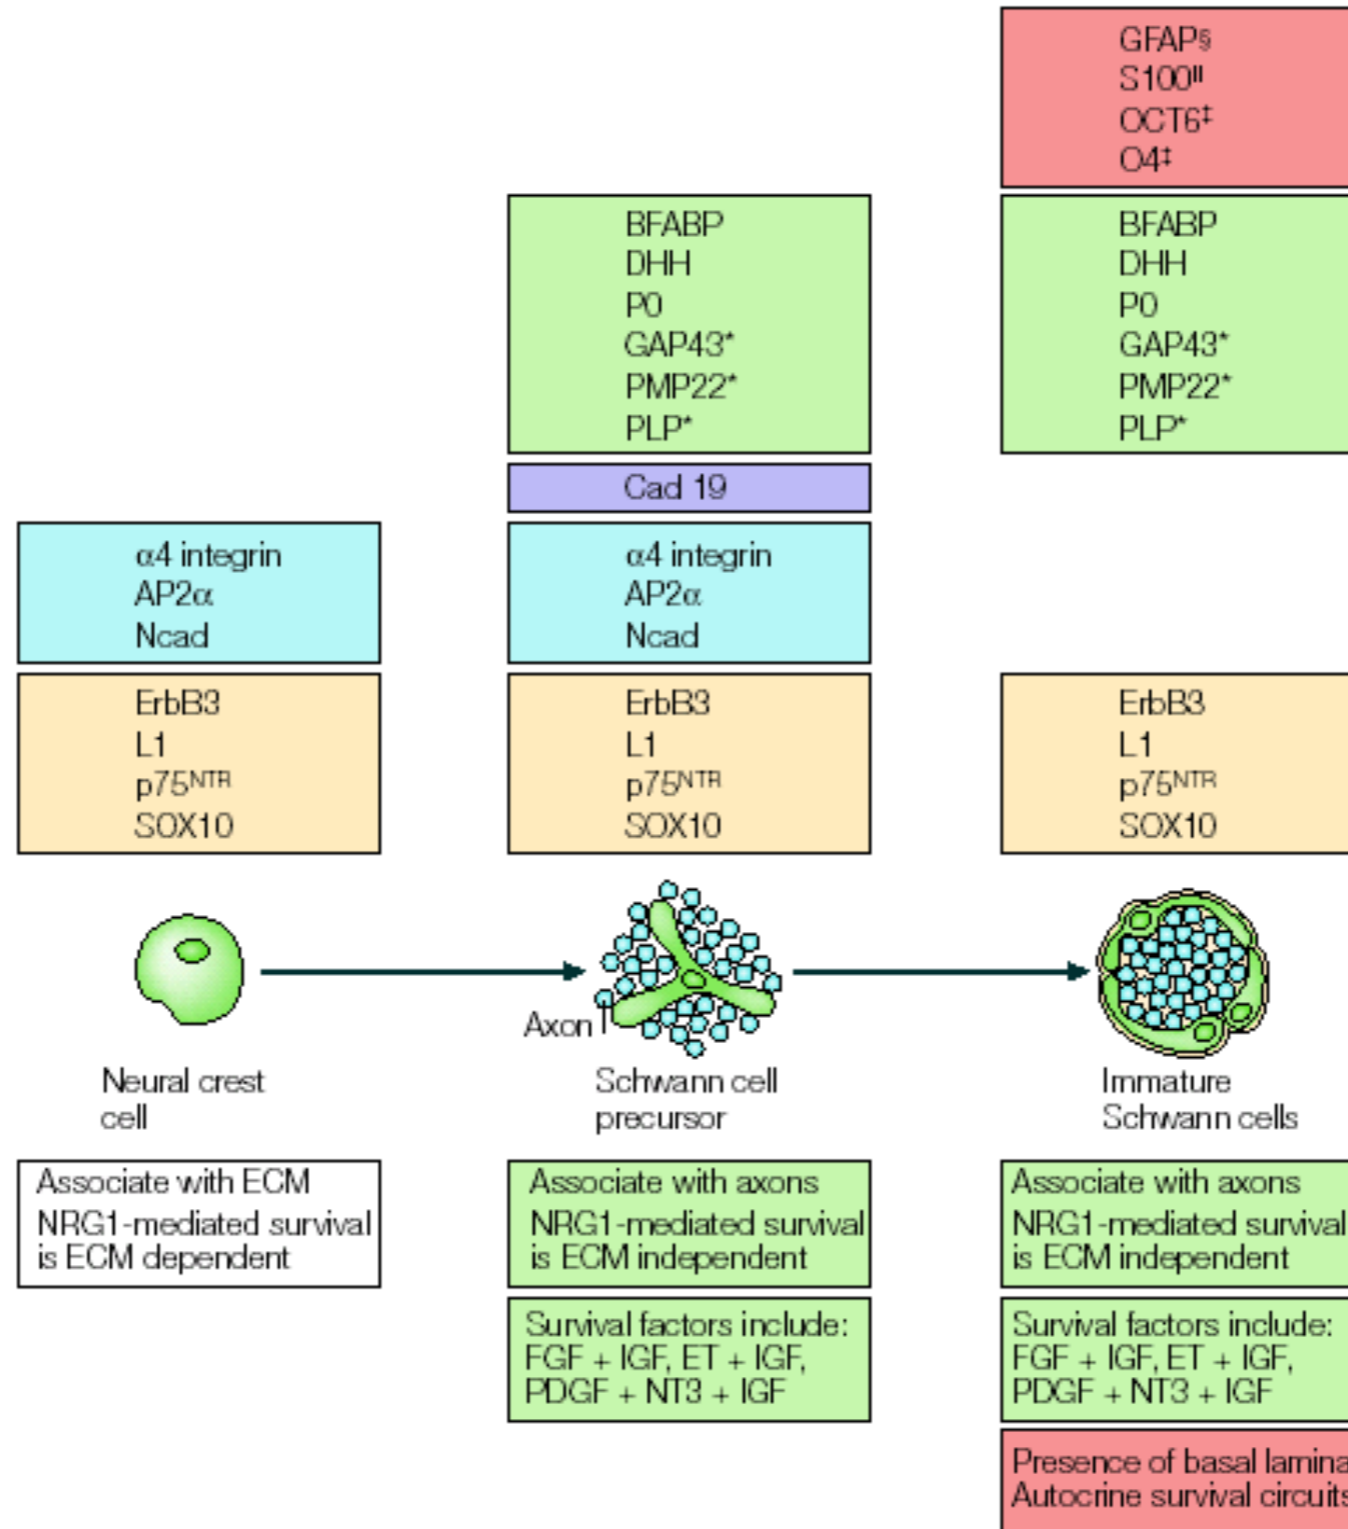 GFAP§
S100||
OCT6‡
O4‡
BFABP
DHH
P0
GAP43*
PMP22*
PLP*
BFABP
DHH
P0
GAP43*
PMP22*
PLP*
Cad 19
α4 integrin
AP2α
Ncad
α4 integrin
AP2α
Ncad
ErbB3
L1
p75NTR
SOX10
ErbB3
L1
p75NTR
SOX10
ErbB3
L1
p75NTR
SOX10
Axon
Neural crest
cell
Schwann cell
precursor
Immature
Schwann cells
Associate with ECM
NRG1-mediated survival
is ECM dependent
Associate with axons
NRG1-mediated survival
is ECM independent
Associate with axons
NRG1-mediated survival
is ECM independent
Survival factors include:
FGF + IGF, ET + IGF,
PDGF + NT3 + IGF
Survival factors include:
FGF + IGF, ET + IGF,
PDGF + NT3 + IGF
Presence of basal lamina
Autocrine survival circuits